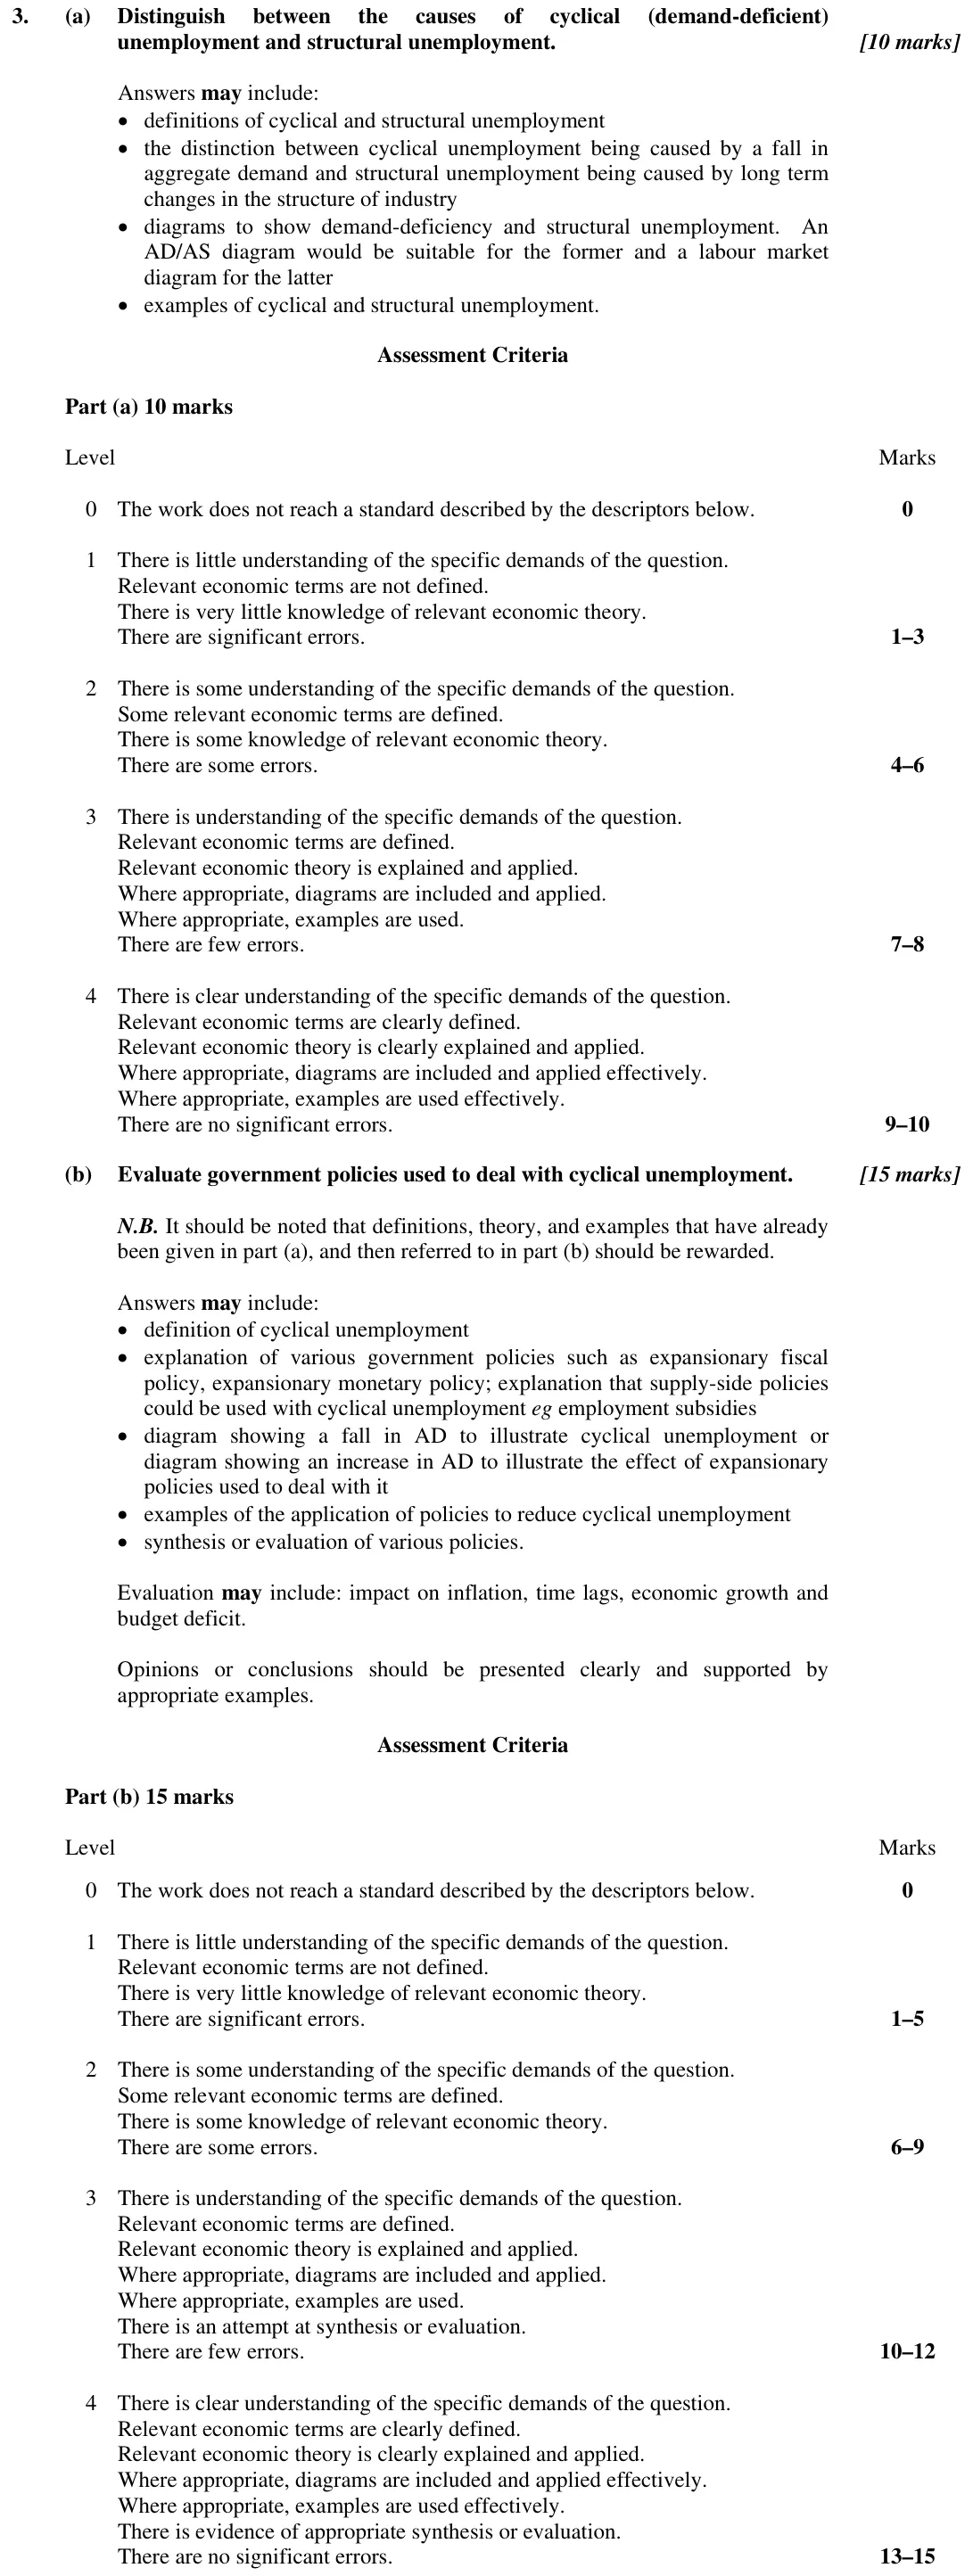 3. (a) Distinguish between the causes of cyclical (demand-deficient)
unemployment and structural unemployment. [10 marks]
Answers may include:
• definitions of cyclical and structural unemployment
• the distinction between cyclical unemployment being caused by a fall in
aggregate demand and structural unemployment being caused by long term
changes in the structure of industry
• diagrams to show demand-deficiency and structural unemployment. An
AD/AS diagram would be suitable for the former and a labour market
diagram for the latter
• examples of cyclical and structural unemployment.
Assessment Criteria
Part (a) 10 marks
Level Marks
0 The work does not reach a standard described by the descriptors below. 0
1 There is little understanding of the specific demands of the question.
Relevant economic terms are not defined.
There is very little knowledge of relevant economic theory.
There are significant errors. 1–3
2 There is some understanding of the specific demands of the question.
Some relevant economic terms are defined.
There is some knowledge of relevant economic theory.
There are some errors. 4–6
3 There is understanding of the specific demands of the question.
Relevant economic terms are defined.
Relevant economic theory is explained and applied.
Where appropriate, diagrams are included and applied.
Where appropriate, examples are used.
There are few errors. 7–8
4 There is clear understanding of the specific demands of the question.
Relevant economic terms are clearly defined.
Relevant economic theory is clearly explained and applied.
Where appropriate, diagrams are included and applied effectively.
Where appropriate, examples are used effectively.
There are no significant errors. 9–10
(b) Evaluate government policies used to deal with cyclical unemployment. [15 marks]
N.B. It should be noted that definitions, theory, and examples that have already
been given in part (a), and then referred to in part (b) should be rewarded.
Answers may include:
• definition of cyclical unemployment
• explanation of various government policies such as expansionary fiscal
policy, expansionary monetary policy; explanation that supply-side policies
could be used with cyclical unemployment eg employment subsidies
• diagram showing a fall in AD to illustrate cyclical unemployment or
diagram showing an increase in AD to illustrate the effect of expansionary
policies used to deal with it
• examples of the application of policies to reduce cyclical unemployment
• synthesis or evaluation of various policies.
Evaluation may include: impact on inflation, time lags, economic growth and
budget deficit.
Opinions or conclusions should be presented clearly and supported by
appropriate examples.
Assessment Criteria
Part (b) 15 marks
Level Marks
0 The work does not reach a standard described by the descriptors below. 0
1 There is little understanding of the specific demands of the question.
Relevant economic terms are not defined.
There is very little knowledge of relevant economic theory.
There are significant errors. 1–5
2 There is some understanding of the specific demands of the question.
Some relevant economic terms are defined.
There is some knowledge of relevant economic theory.
There are some errors. 6–9
3 There is understanding of the specific demands of the question.
Relevant economic terms are defined.
Relevant economic theory is explained and applied.
Where appropriate, diagrams are included and applied.
Where appropriate, examples are used.
There is an attempt at synthesis or evaluation.
There are few errors. 10–12
4 There is clear understanding of the specific demands of the question.
Relevant economic terms are clearly defined.
Relevant economic theory is clearly explained and applied.
Where appropriate, diagrams are included and applied effectively.
Where appropriate, examples are used effectively.
There is evidence of appropriate synthesis or evaluation.
There are no significant errors. 13–15